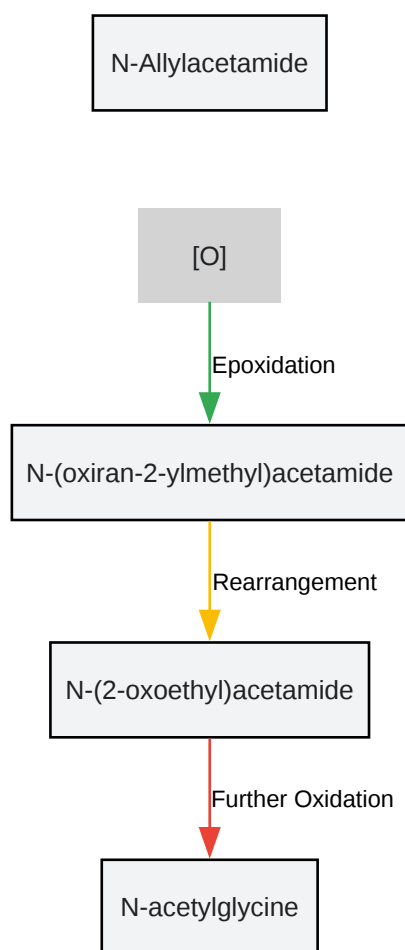 N-Allylacetamide
[O]
Epoxidation
N-(oxiran-2-ylmethyl)acetamide
Rearrangement
N-(2-oxoethyl)acetamide
Further Oxidation
N-acetylglycine